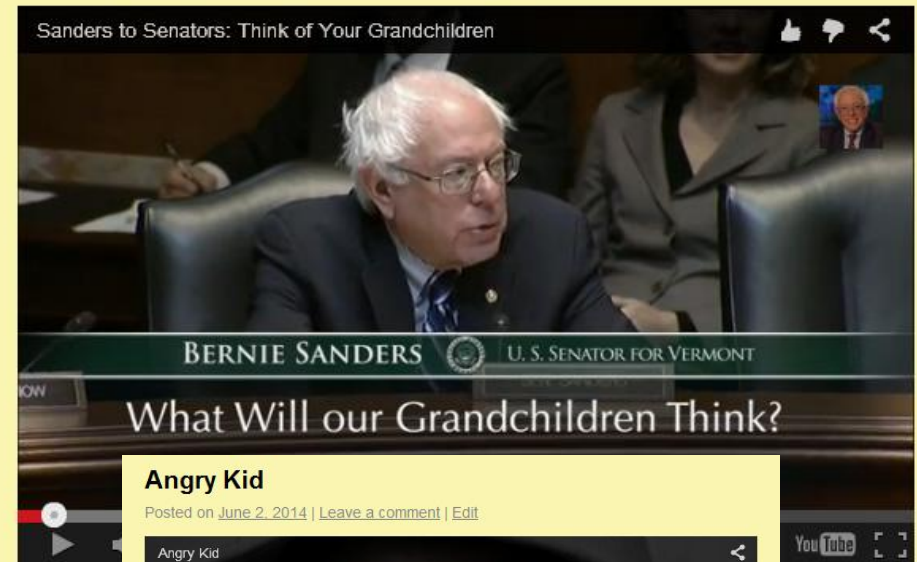 Sanders to Senators: Think of Your Grandchildren
BERNIE SANDERS U. S. SENATOR FOR VERMONT
OW
What Will our Grandchildren Think?
Angry Kid
Posted on June 2, 2014 | Leave a comment | Edit
Angry Kid
YouTube